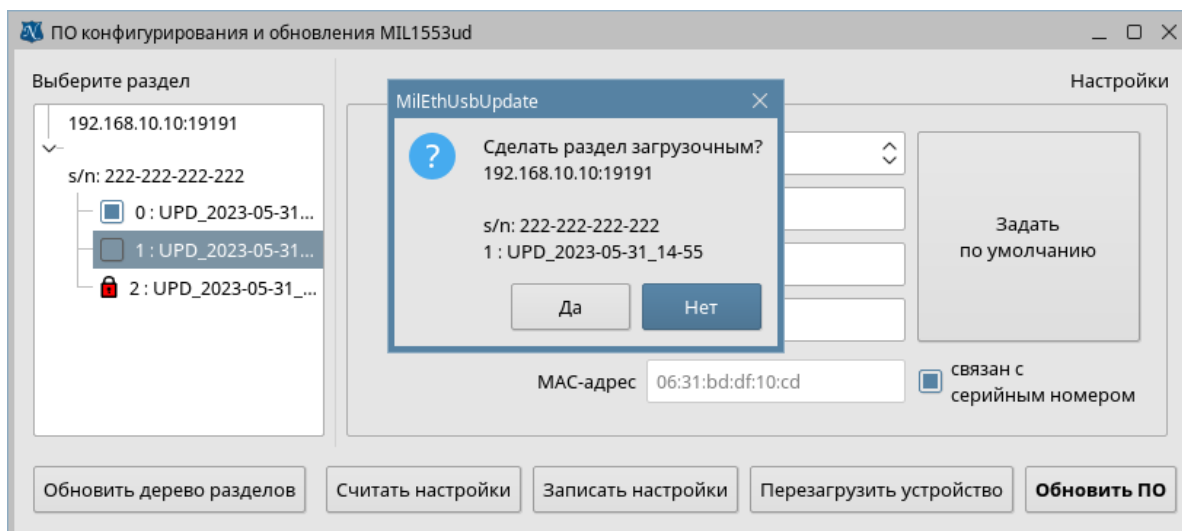 ПО конфигурирования и обновления MIL1553ud
Выберите раздел
192.168.10.10:19191
s/n: 222-222-222-222
0 : UPD_2023-05-31...
1 : UPD_2023-05-31...
2 : UPD_2023-05-31_...
MilEthUsbUpdate
Сделать раздел загрузочным?
192.168.10.10:19191
s/n: 222-222-222-222
1 : UPD_2023-05-31_14-55
Да
Нет
Настройки
Задать
по умолчанию
MAC-адрес
06:31:bd:df:10:cd
связан с
серийным номером
Обновить дерево разделов
Считать настройки
Записать настройки
Перезагрузить устройство
Обновить ПО